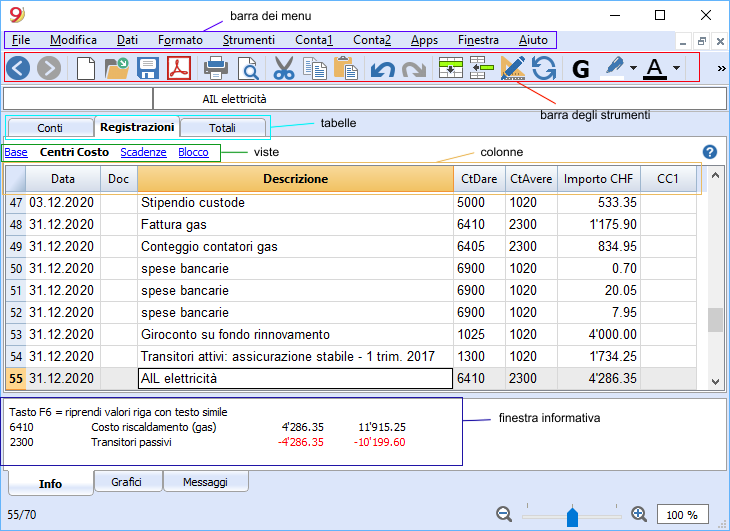 9
barra dei menu
File Modifica Dati Formato Strumenti Conta1 Conta2 Apps Finestra Aiuto
G A »
AIL elettricità
barra degli strumenti
Conti Registrazioni Totali
tabelle
Base Centri Costo Scadenze Blocco
viste
colonne
?
Data Doc Descrizione CtDare CtAvere Importo CHF CC1
47 03.12.2020 Stipendio custode 5000 1020 533.35
48 31.12.2020 Fattura gas 6410 2300 1'175.90
49 31.12.2020 Conteggio contatori gas 6405 2300 834.95
50 31.12.2020 spese bancarie 6900 1020 0.70
51 31.12.2020 spese bancarie 6900 1020 20.05
52 31.12.2020 spese bancarie 6900 1020 7.95
53 31.12.2020 Giroconto su fondo rinnovamento 1025 1020 4'000.00
54 31.12.2020 Transitori attivi: assicurazione stabile - 1 trim. 2017 1300 1020 1'734.25
55 31.12.2020 AIL elettricità 6410 2300 4'286.35
Tasto F6 = riprendi valori riga con testo simile
6410 Costo riscaldamento (gas) 4'286.35 11'915.25
2300 Transitori passivi -4'286.35 -10'199.60
finestra informativa
Info Grafici Messaggi
55/70
100 %